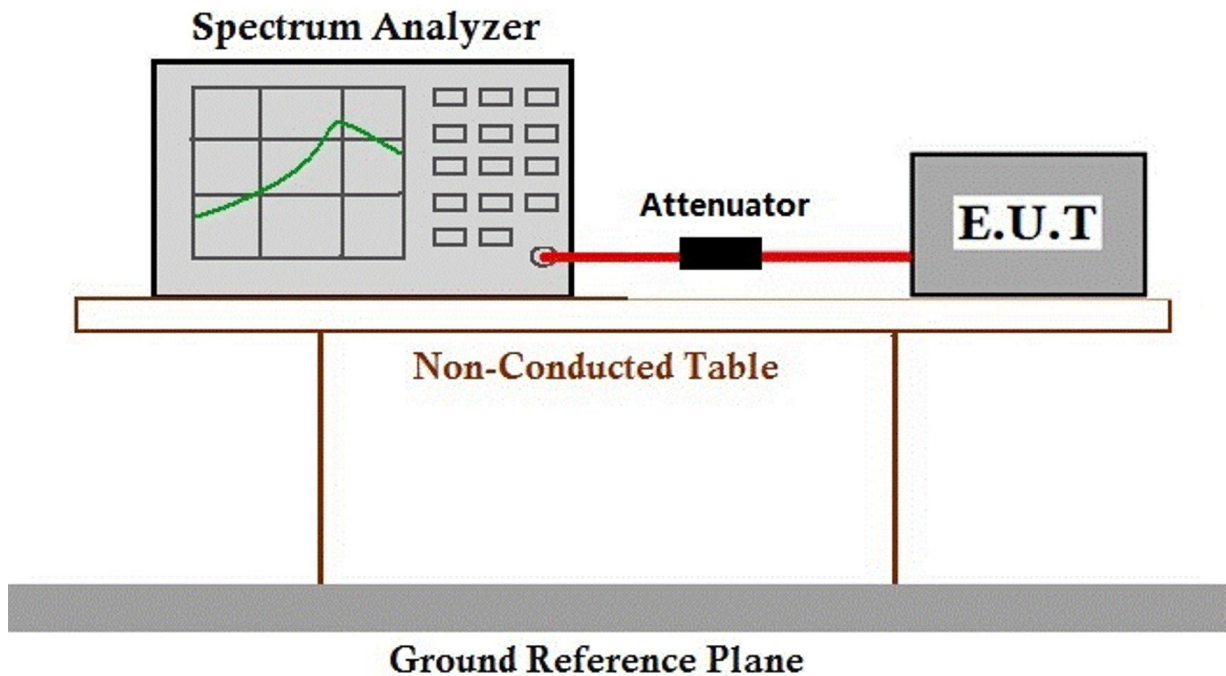 Spectrum Analyzer
Attenuator
E.U.T
Non-Conducted Table
Ground Reference Plane